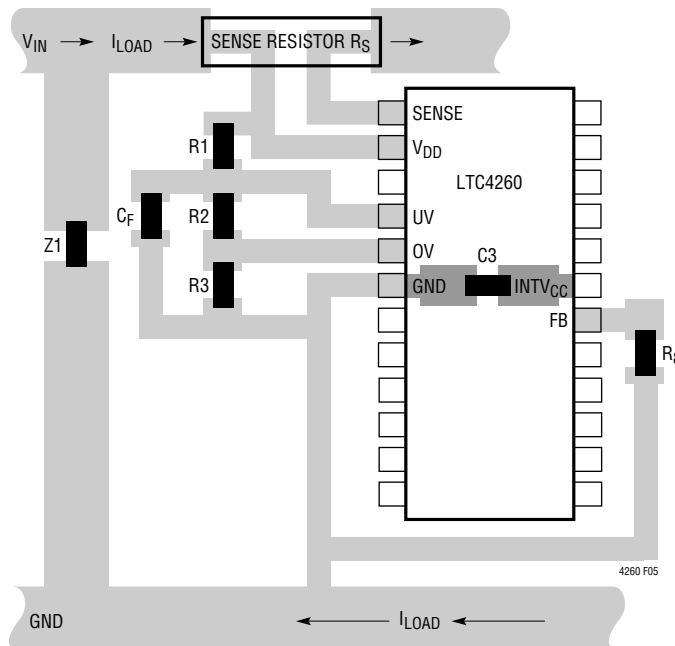 VIN ILOAD SENSE RESISTOR RS
SENSE
R1
VDD
LTC4260
CF
R2
UV
Z1
OV
C3
R3
GND
INTVCC
FB
4260 F05
GND
ILOAD